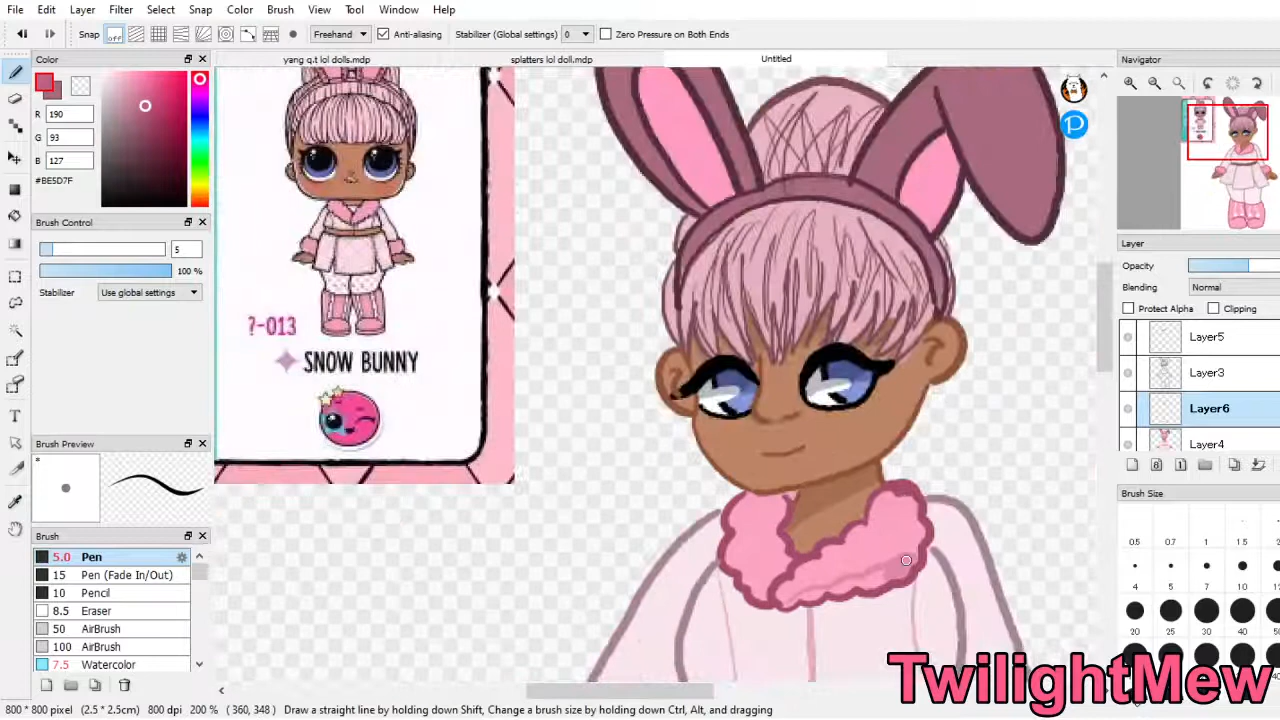 File Edit Layer Filter Select Snap Color Brush View Tool Window Help
Snap off Freehand Anti-aliasing Stabilizer (Global settings) 0 Zero Pressure on Both Ends
Color
yang q.t lol dolls.mdp
splatters lol doll.mdp
Untitled
Navigator
R 190
G 93
B 127
#BE5D7F
Brush Control
5
100 %
Stabilizer Use global settings
?-013
SNOW BUNNY
Brush Preview
Brush
5.0 Pen
15 Pen (Fade In/Out)
10 Pencil
8.5 Eraser
50 AirBrush
100 AirBrush
7.5 Watercolor
Layer
Opacity
Blending Normal
Protect Alpha Clipping
Layer5
Layer3
Layer6
Layer4
Brush Size
0.5 0.7 1 1.5 2
3 5 7 10 12
20 25 30 40 50
TwilightMew
800 * 800 pixel (2.5 * 2.5cm) 800 dpi 200 % ( 360, 348 ) Draw a straight line by holding down Shift, Change a brush size by holding down Ctrl, Alt, and dragging